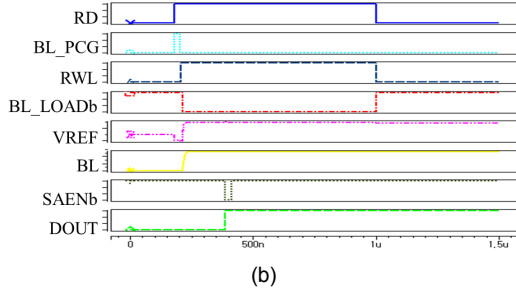 RD
BL_PCG
RWL
BL_LOADb
VREF
BL
SAENb
DOUT
0 500n 1u 1.5u
(b)